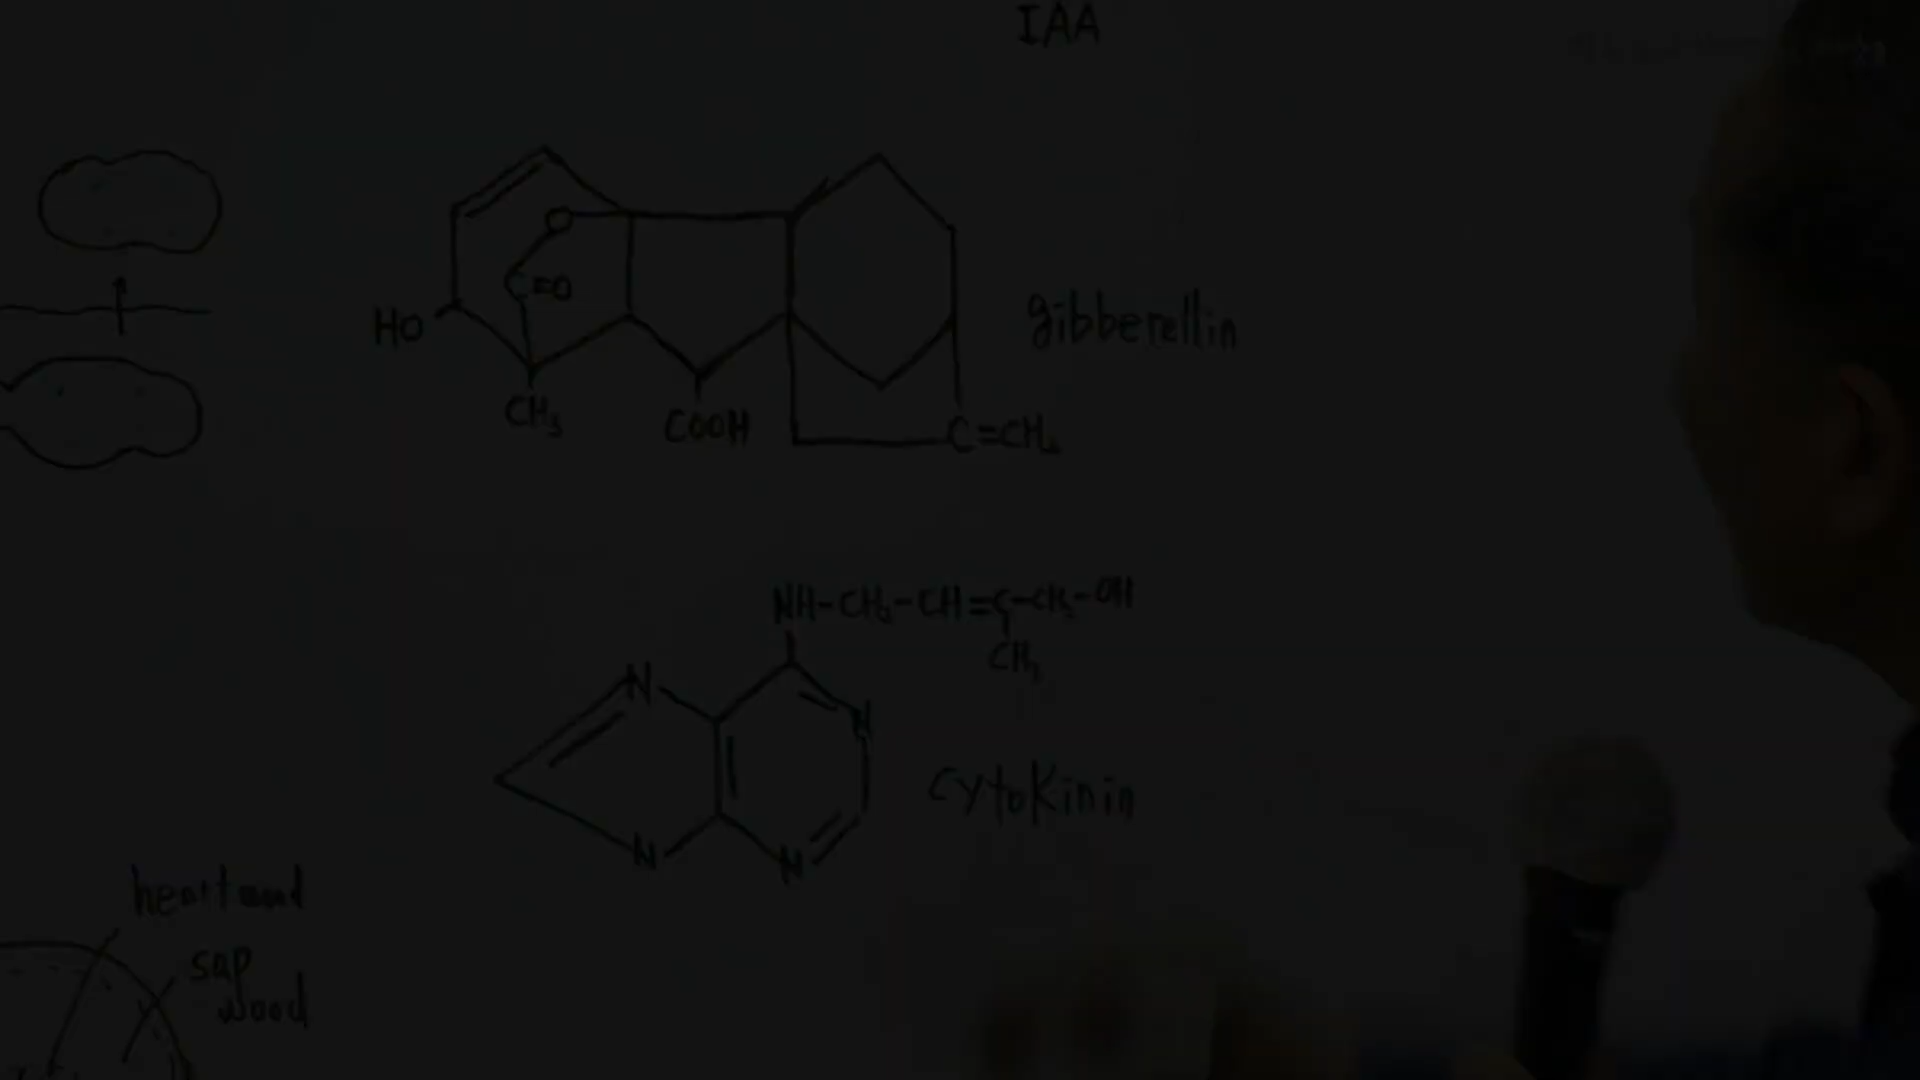 IAA
O
C=O
HO
gibberellin
CH3
COOH
C=CH2
NH-CH2-CH=C-CH2-OH
CH3
N
N
cytokinin
N
N
heartwood
sap
wood